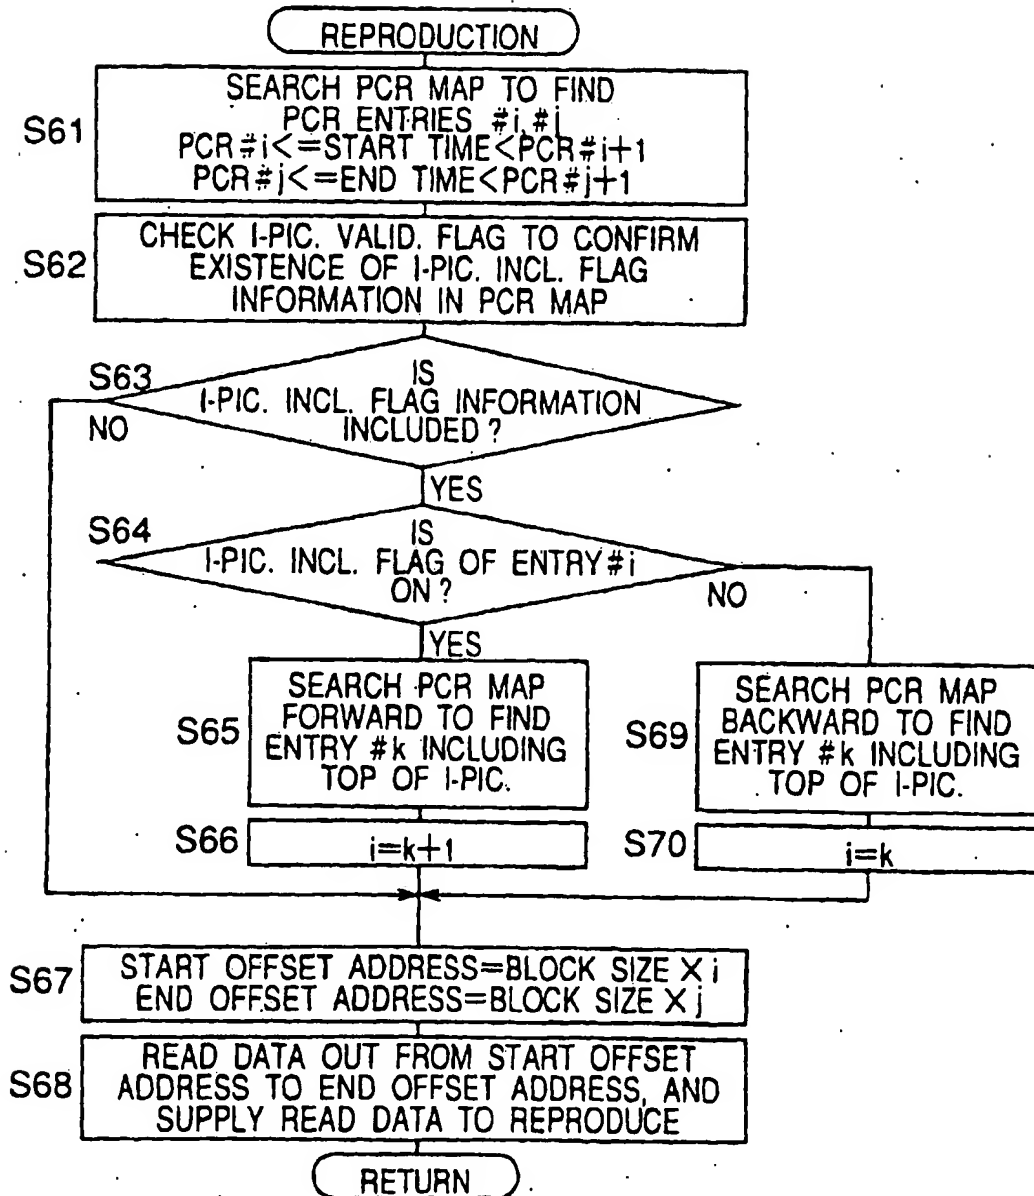 REPRODUCTION
S61
SEARCH PCR MAP TO FIND
PCR ENTRIES #i, #j
PCR#i<=START TIME<PCR#i+1
PCR#j<=END TIME<PCR#j+1
S62
CHECK I-PIC. VALID. FLAG TO CONFIRM
EXISTENCE OF I-PIC. INCL. FLAG
INFORMATION IN PCR MAP
S63
IS
I-PIC. INCL. FLAG INFORMATION
INCLUDED?
NO
YES
S64
IS
I-PIC. INCL. FLAG OF ENTRY#i
ON?
NO
YES
S65
SEARCH PCR MAP
FORWARD TO FIND
ENTRY #k INCLUDING
TOP OF I-PIC.
S69
SEARCH PCR MAP
BACKWARD TO FIND
ENTRY #k INCLUDING
TOP OF I-PIC.
S66
i=k+1
S70
i=k
S67
START OFFSET ADDRESS=BLOCK SIZE X i
END OFFSET ADDRESS=BLOCK SIZE X j
S68
READ DATA OUT FROM START OFFSET
ADDRESS TO END OFFSET ADDRESS, AND
SUPPLY READ DATA TO REPRODUCE
RETURN